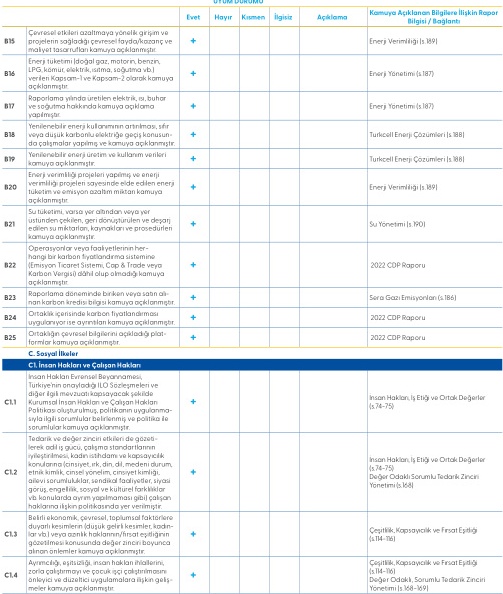 UYUM DURUMU
Evet Hayır Kısmen İlgisiz Açıklama Kamuya Açıklanan Bilgilere İlişkin Rapor
Bilgisi / Bağlantı
B15 Çevresel etkileri azaltmaya yönelik girişim ve
projelerin sağladığı çevresel fayda/kazanç ve
maliyet tasarrufları kamuya açıklanmıştır.
+ Enerji Verimliliği (s.189)
B16 Enerji tüketimi (doğal gaz, motorin, benzin,
LPG, kömür, elektrik, ısıtma, soğutma vb.)
verileri Kapsam-1 ve Kapsam-2 olarak kamuya
açıklanmıştır.
+ Enerji Yönetimi (s.187)
B17 Raporlama yılında üretilen elektrik, ısı, buhar
ve soğutma hakkında kamuya açıklama
yapılmıştır.
+ Enerji Yönetimi (s.187)
B18 Yenilenebilir enerji kullanımının artırılması, sıfır
veya düşük karbonlu elektriğe geçiş konusun-
da çalışmalar yapılmış ve kamuya açıklanmıştır.
+ Turkcell Enerji Çözümleri (s.188)
B19 Yenilenebilir enerji üretim ve kullanım verileri
kamuya açıklanmıştır.
+ Turkcell Enerji Çözümleri (s.188)
B20 Enerji verimliliği projeleri yapılmış ve enerji
verimliliği projeleri sayesinde elde edilen enerji
tüketim ve emisyon azaltım miktarı kamuya
açıklanmıştır.
+ Enerji Verimliliği (s.189)
B21 Su tüketimi, varsa yer altından veya yer
üstünden çekilen, geri dönüştürülen ve deşarj
edilen su miktarları, kaynakları ve prosedürleri
kamuya açıklanmıştır.
+ Su Yönetimi (s.190)
B22 Operasyonlar veya faaliyetlerinin her-
hangi bir karbon fiyatlandırma sistemine
(Emisyon Ticaret Sistemi, Cap & Trade veya
Karbon Vergisi) dâhil olup olmadığı kamuya
açıklanmıştır.
+ 2022 CDP Raporu
B23 Raporlama döneminde biriken veya satın alı-
nan karbon kredisi bilgisi kamuya açıklanmıştır.
+ Sera Gazı Emisyonları (s.186)
B24 Ortaklık içerisinde karbon fiyatlandırması
uygulanıyor ise ayrıntıları kamuya açıklanmıştır.
+ 2022 CDP Raporu
B25 Ortaklığın çevresel bilgilerini açıkladığı plat-
formlar kamuya açıklanmıştır.
+ 2022 CDP Raporu
C. Sosyal İlkeler
C1. İnsan Hakları ve Çalışan Hakları
C1.1 İnsan Hakları Evrensel Beyannamesi,
Türkiye'nin onayladığı ILO Sözleşmeleri ve
diğer ilgili mevzuatı kapsayacak şekilde
Kurumsal İnsan Hakları ve Çalışan Hakları
Politikası oluşturulmuş, politikanın uygulanma-
sıyla ilgili sorumlular belirlenmiş ve politika ile
sorumlular kamuya açıklanmıştır.
+ İnsan Hakları, İş Etiği ve Ortak Değerler
(s.74-75)
C1.2 Tedarik ve değer zinciri etkileri de gözeti-
lerek adil iş gücü, çalışma standartlarının
iyileştirilmesi, kadın istihdamı ve kapsayıcılık
konularına (cinsiyet, ırk, din, dil, medeni durum,
etnik kimlik, cinsel yönelim, cinsiyet kimliği,
ailevi sorumluluklar, sendikal faaliyetler, siyasi
görüş, engellilik, sosyal ve kültürel farklılıklar
vb. konularda ayrım yapılmaması gibi) çalışan
haklarına ilişkin politikasında yer verilmiştir.
+ İnsan Hakları, İş Etiği ve Ortak Değerler
(s.74-75)
Değer Odaklı Sorumlu Tedarik Zinciri
Yönetimi (s.168)
C1.3 Belirli ekonomik, çevresel, toplumsal faktörlere
duyarlı kesimlerin (düşük gelirli kesimler, kadın-
lar vb.) veya azınlık haklarının/fırsat eşitliğinin
gözetilmesi konusunda değer zinciri boyunca
alınan önlemler kamuya açıklanmıştır.
+ Çeşitlilik, Kapsayıcılık ve Fırsat Eşitliği
(s.114-116)
C1.4 Ayrımcılığı, eşitsizliği, insan hakları ihlallerini,
zorla çalıştırmayı ve çocuk işçi çalıştırılmasını
önleyici ve düzeltici uygulamalara ilişkin geliş-
meler kamuya açıklanmıştır.
+ Çeşitlilik, Kapsayıcılık ve Fırsat Eşitliği
(s.114-116)
Değer Odaklı, Sorumlu Tedarik Zinciri
Yönetimi (s.168-169)